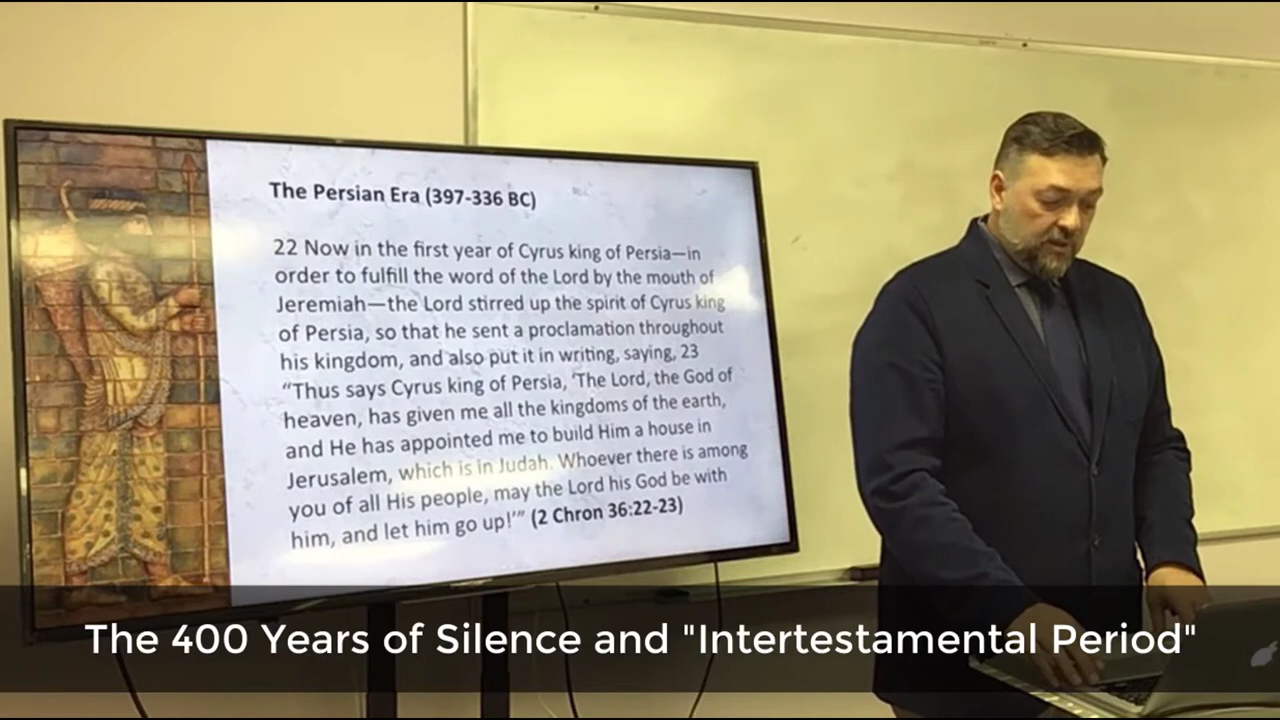 The Persian Era (397-336 BC)
22 Now in the first year of Cyrus king of Persia—in
order to fulfill the word of the Lord by the mouth of
Jeremiah—the Lord stirred up the spirit of Cyrus king
of Persia, so that he sent a proclamation throughout
his kingdom, and also put it in writing, saying, 23
“Thus says Cyrus king of Persia, ‘The Lord, the God of
heaven, has given me all the kingdoms of the earth,
and He has appointed me to build Him a house in
Jerusalem, which is in Judah. Whoever there is among
you of all His people, may the Lord his God be with
him, and let him go up!’” (2 Chron 36:22-23)
The 400 Years of Silence and "Intertestamental Period"